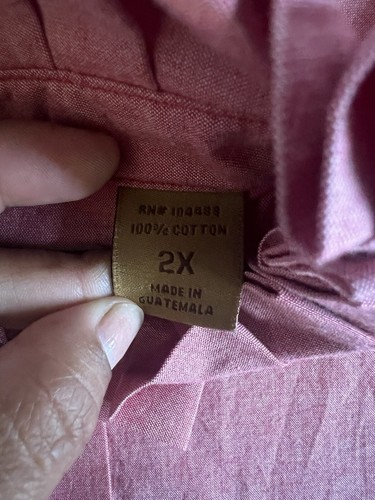 RN# 104489
100% COTTON
2X
MADE IN
GUATEMALA